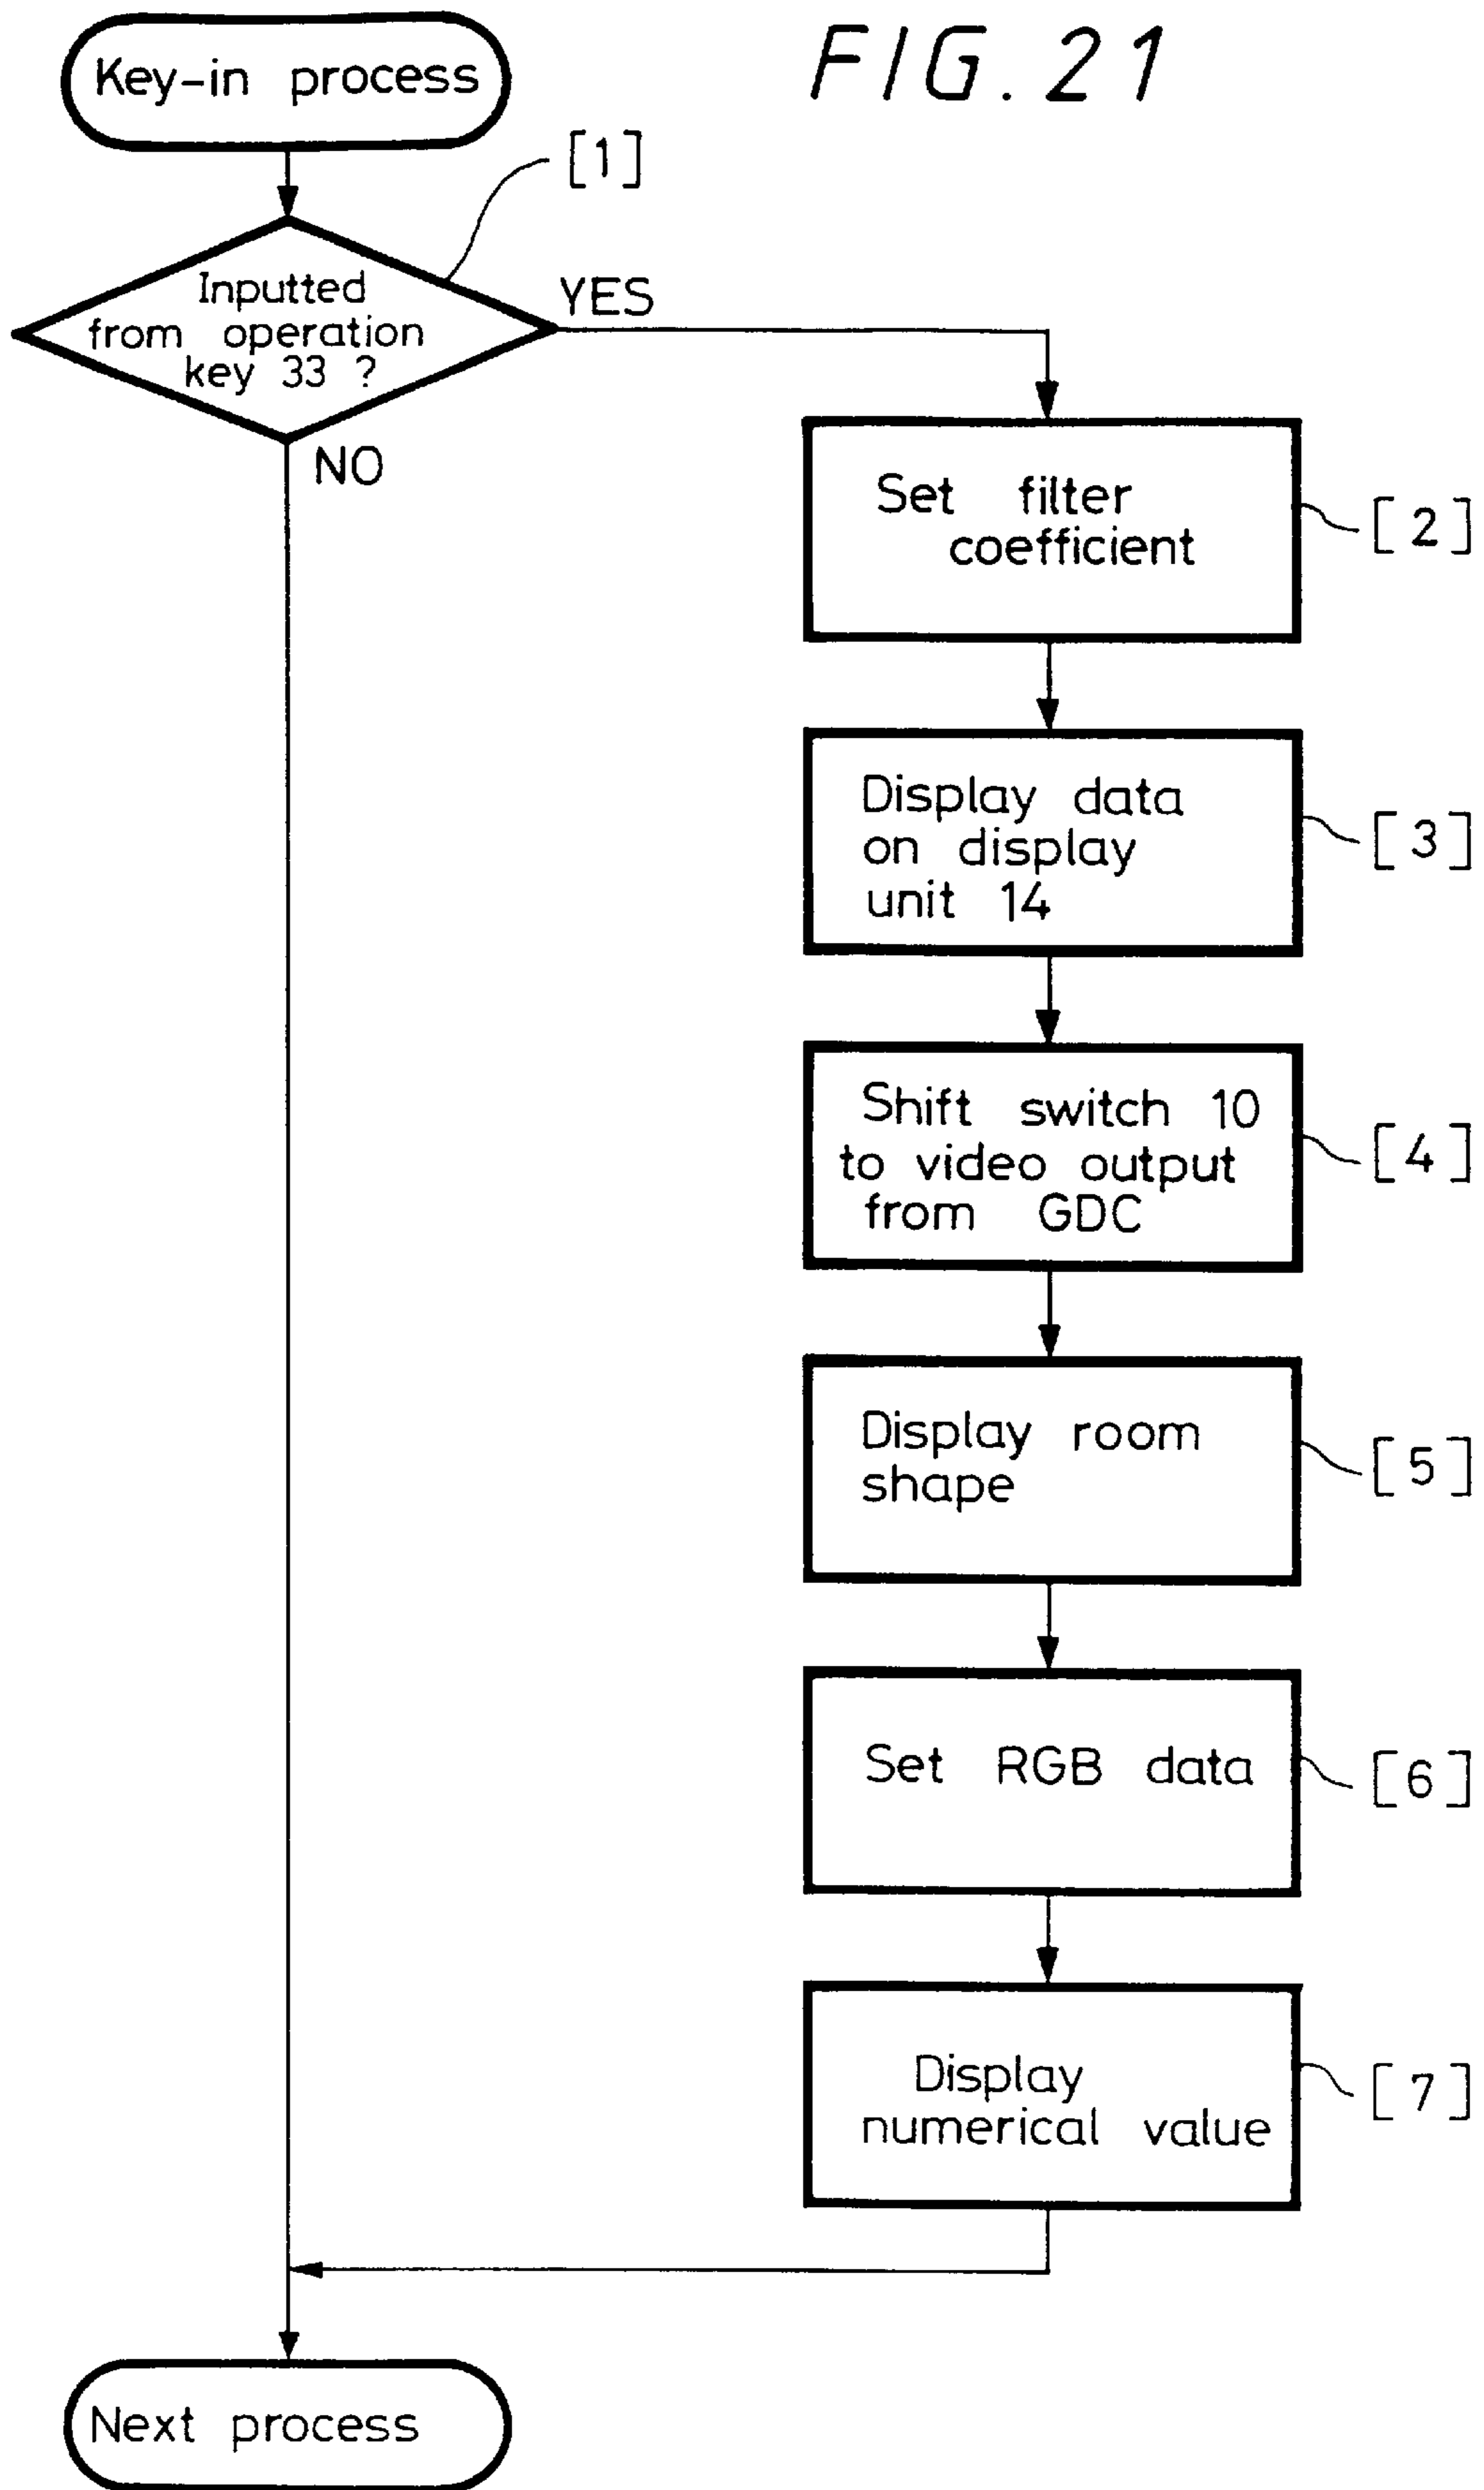 FIG. 21
Key-in process
[1]
Inputted
from operation
key 33 ?
YES
NO
Set filter
coefficient
[2]
Display data
on display
unit 14
[3]
Shift switch 10
to video output
from GDC
[4]
Display room
shape
[5]
Set RGB data
[6]
Display
numerical value
[7]
Next process